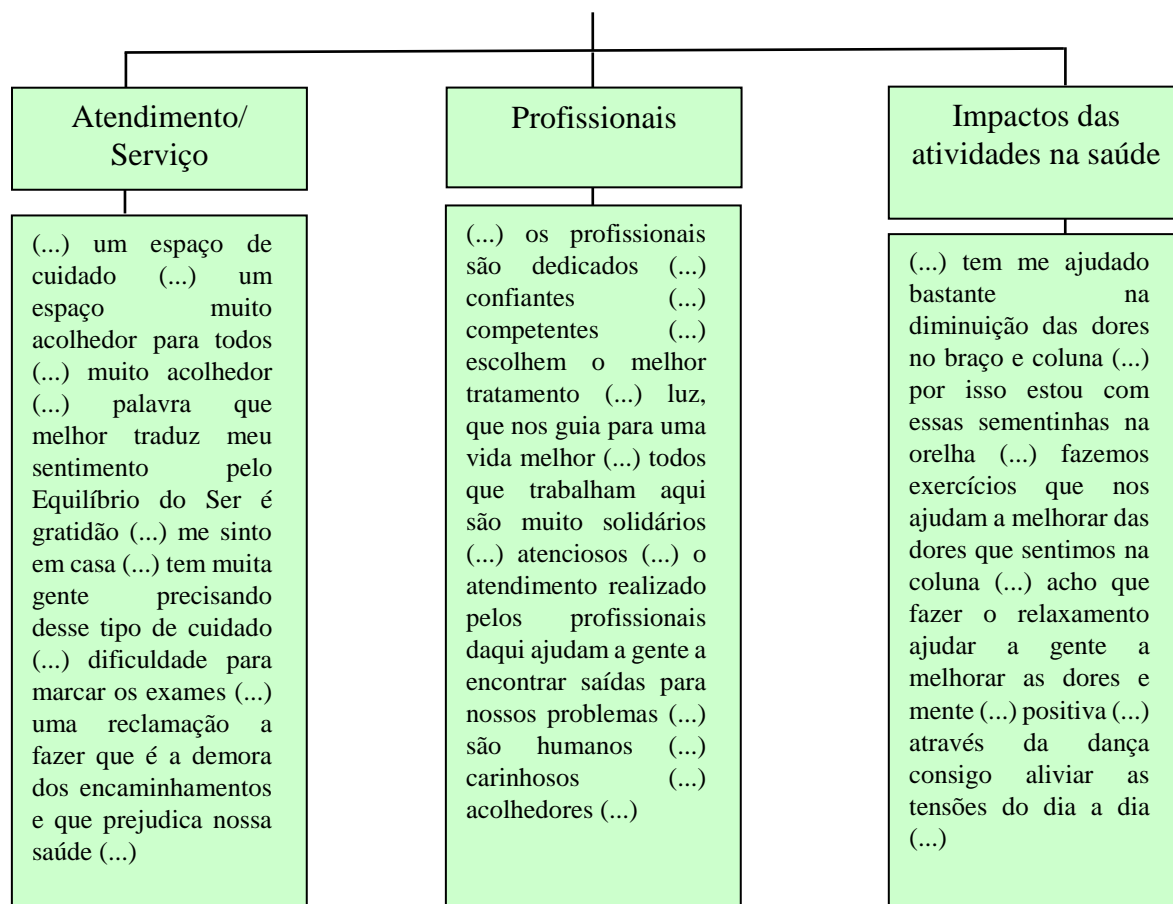 Atendimento/
Serviço
(...) um espaço de
cuidado (...) um
espaço muito
acolhedor para todos
(...) muito acolhedor
(...) palavra que
melhor traduz meu
sentimento pelo
Equilíbrio do Ser é
gratidão (...) me sinto
em casa (...) tem muita
gente precisando
desse tipo de cuidado
(...) dificuldade para
marcar os exames (...)
uma reclamação a
fazer que é a demora
dos encaminhamentos
e que prejudica nossa
saúde (...)
Profissionais
(...) os profissionais
são dedicados (...)
confiantes (...)
competentes (...)
escolhem o melhor
tratamento (...) luz,
que nos guia para uma
vida melhor (...) todos
que trabalham aqui
são muito solidários
(...) atenciosos (...) o
atendimento realizado
pelos profissionais
daqui ajudam a gente a
encontrar saídas para
nossos problemas (...)
são humanos (...)
carinhosos (...)
acolhedores (...)
Impactos das
atividades na saúde
(...) tem me ajudado
bastante na
diminuição das dores
no braço e coluna (...)
por isso estou com
essas sementinhas na
orelha (...) fazemos
exercícios que nos
ajudam a melhorar das
dores que sentimos na
coluna (...) acho que
fazer o relaxamento
ajudar a gente a
melhorar as dores e
mente (...) positiva (...)
através da dança
consigo aliviar as
tensões do dia a dia
(...)